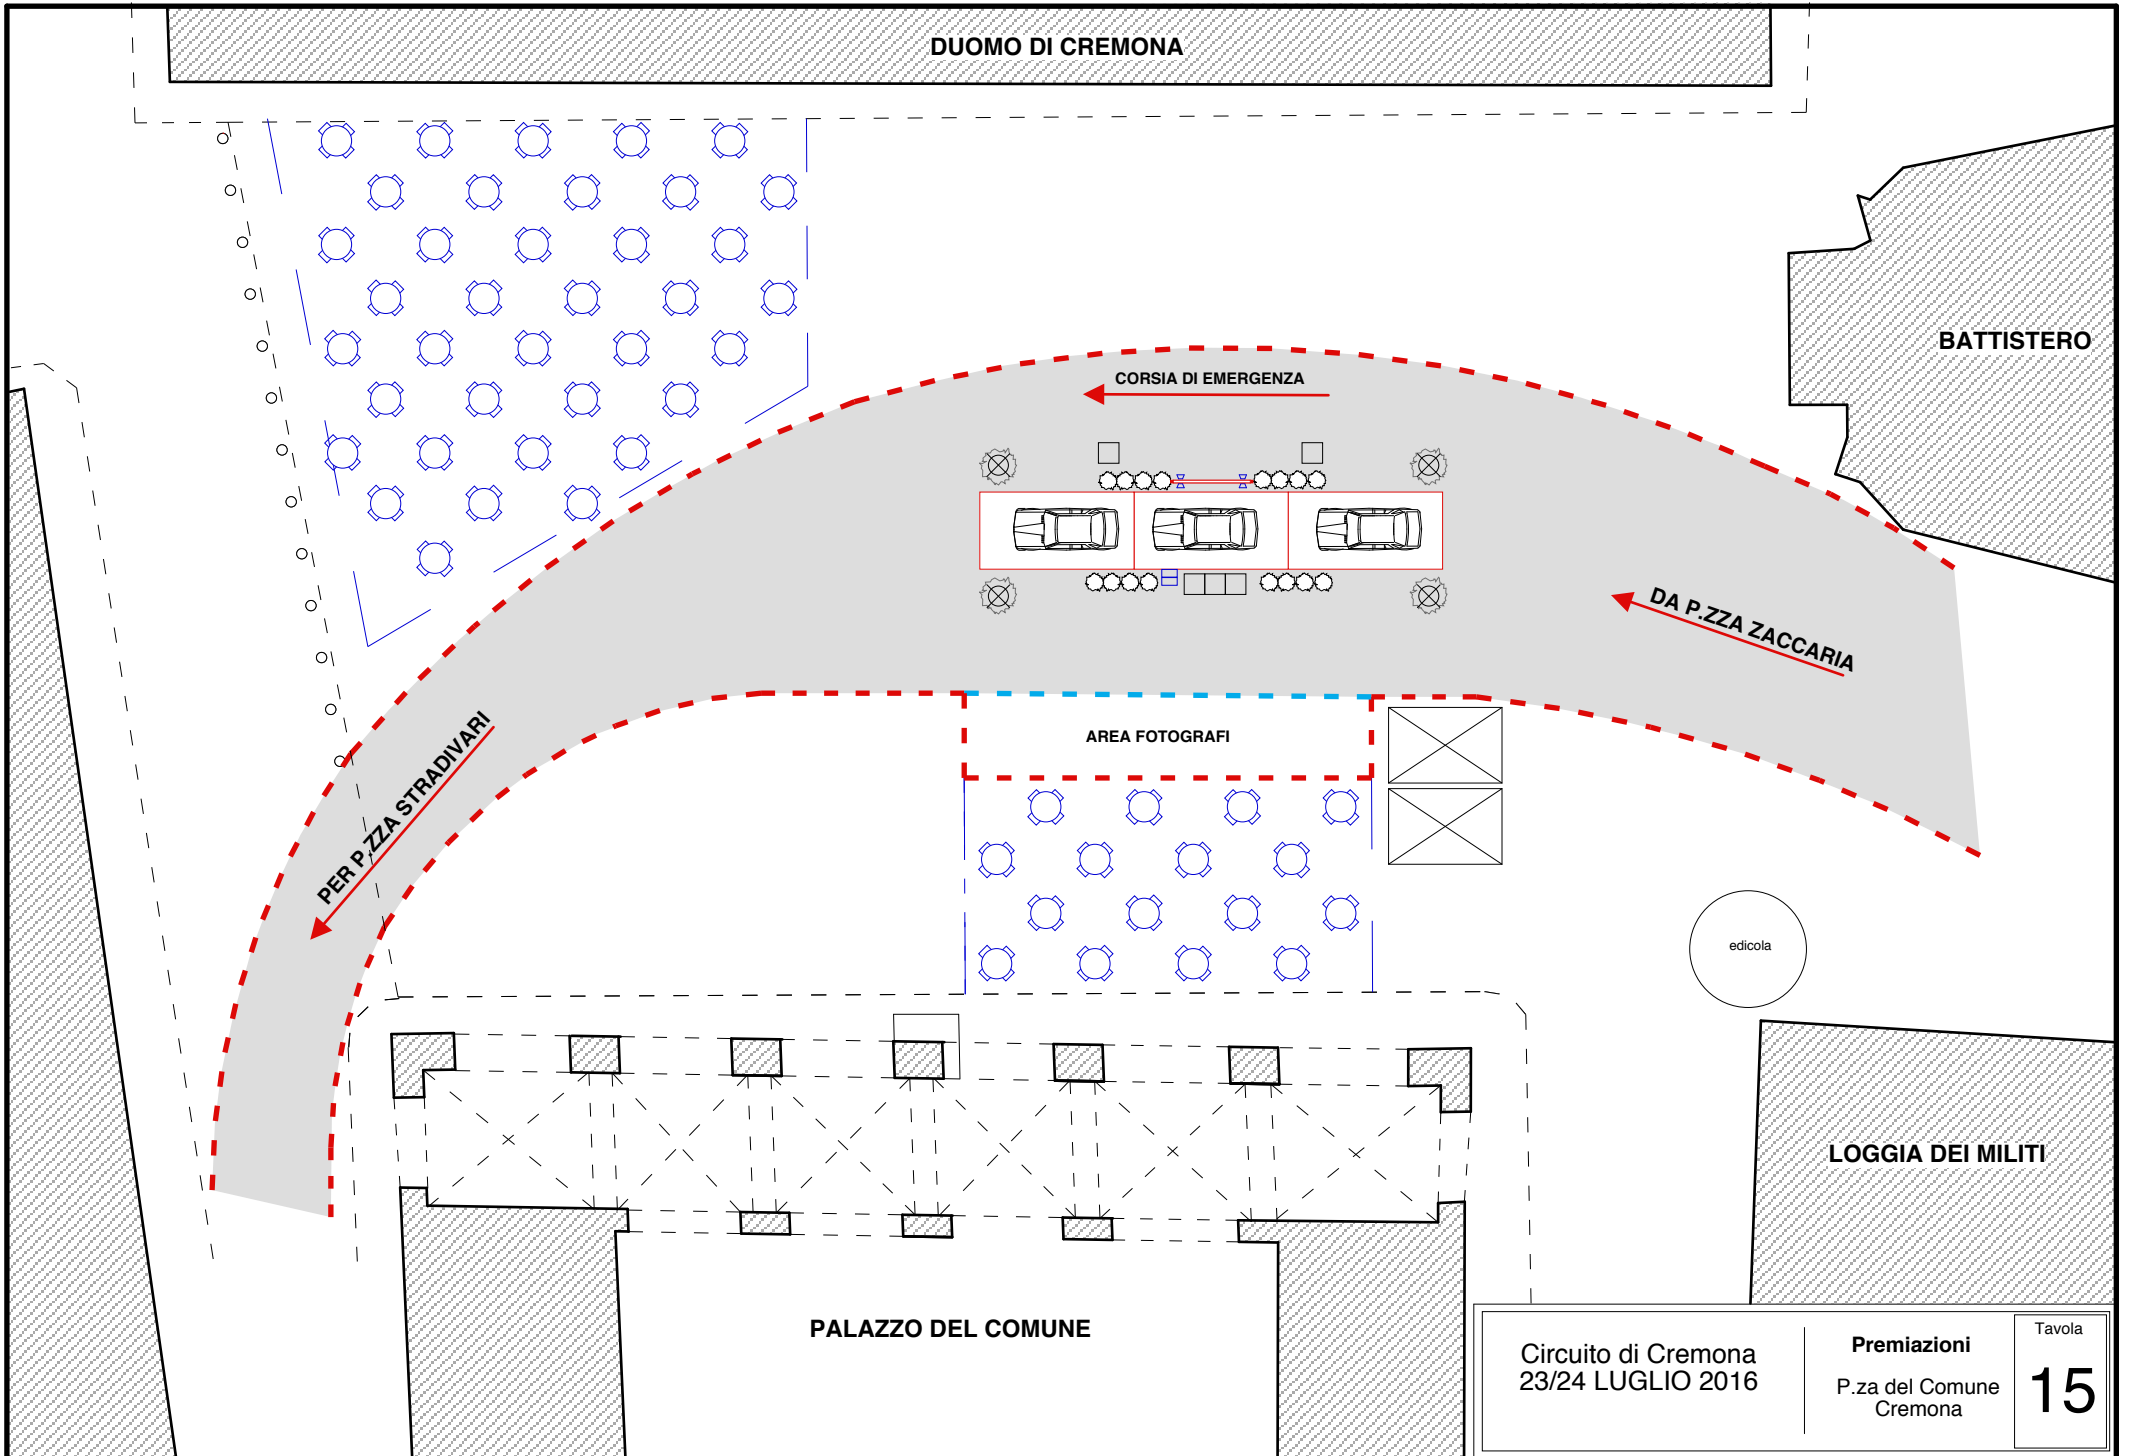 DUOMO DI CREMONA
BATTISTERO
CORSIA DI EMERGENZA
DA P.ZZA ZACCARIA
PER P.ZZA STRADIVARI
AREA FOTOGRAFI
edicola
LOGGIA DEI MILITI
PALAZZO DEL COMUNE
Circuito di Cremona
23/24 LUGLIO 2016
Premiazioni
P.za del Comune
Cremona
Tavola
15